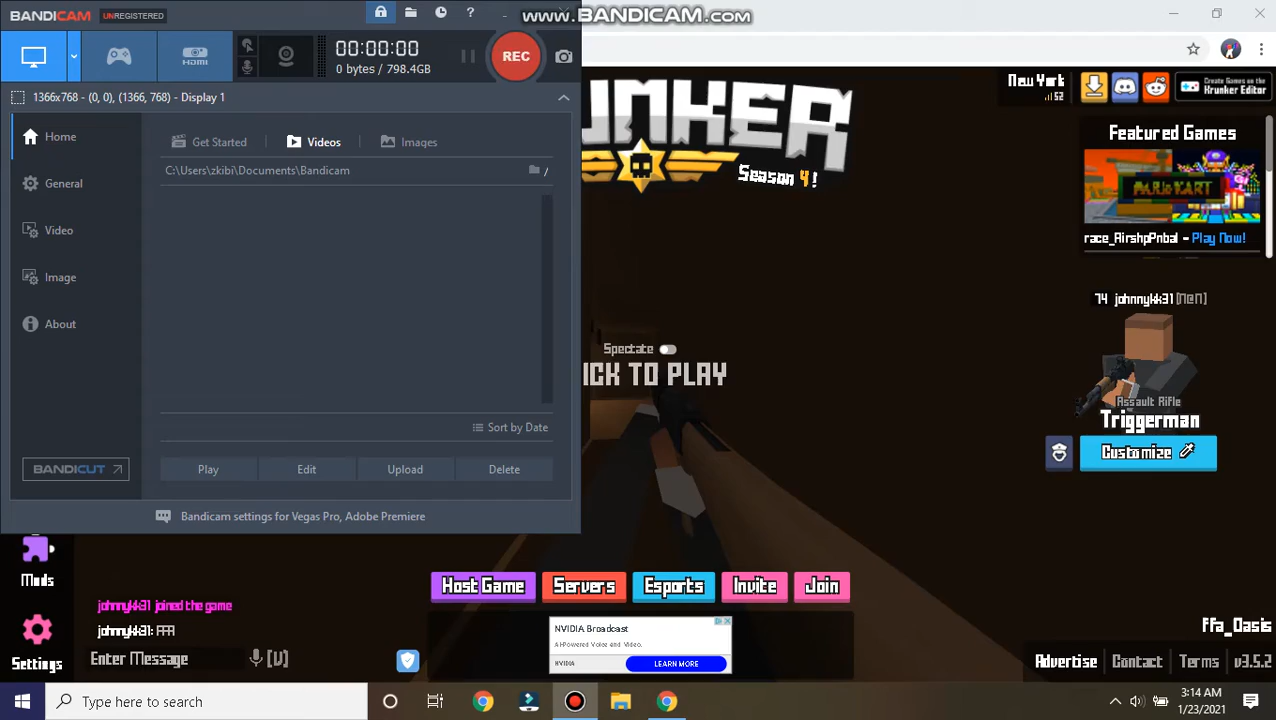 BANDICAM UNREGISTERED
www.BANDICAM.com
HDMI
00:00:00
0 bytes / 798.4GB
REC
1366x768 - (0, 0), (1366, 768) - Display 1
Home
General
Video
Image
About
BANDICUT
Get Started
Videos
Images
C:\Users\zkibi\Documents\Bandicam
/
Sort by Date
Play
Edit
Upload
Delete
Bandicam settings for Vegas Pro, Adobe Premiere
UNKER
Season 4!
New York
52
Create Games on the
Krunker Editor
Featured Games
MARIO KART
race_AirshpPnbal - Play Now!
74 johnnykk31 [M@M]
Assault Rifle
Triggerman
Customize
Spectate
ICK TO PLAY
Mods
Settings
johnnykk31 joined the game
johnnykk31: FFA
Enter Message
[V]
Host Game
Servers
Esports
Invite
Join
NVIDIA Broadcast
AI-Powered Voice and Video.
NVIDIA
LEARN MORE
ffa_Oasis
Advertise
Contact
Terms
v3.5.2
Type here to search
3:14 AM
1/23/2021